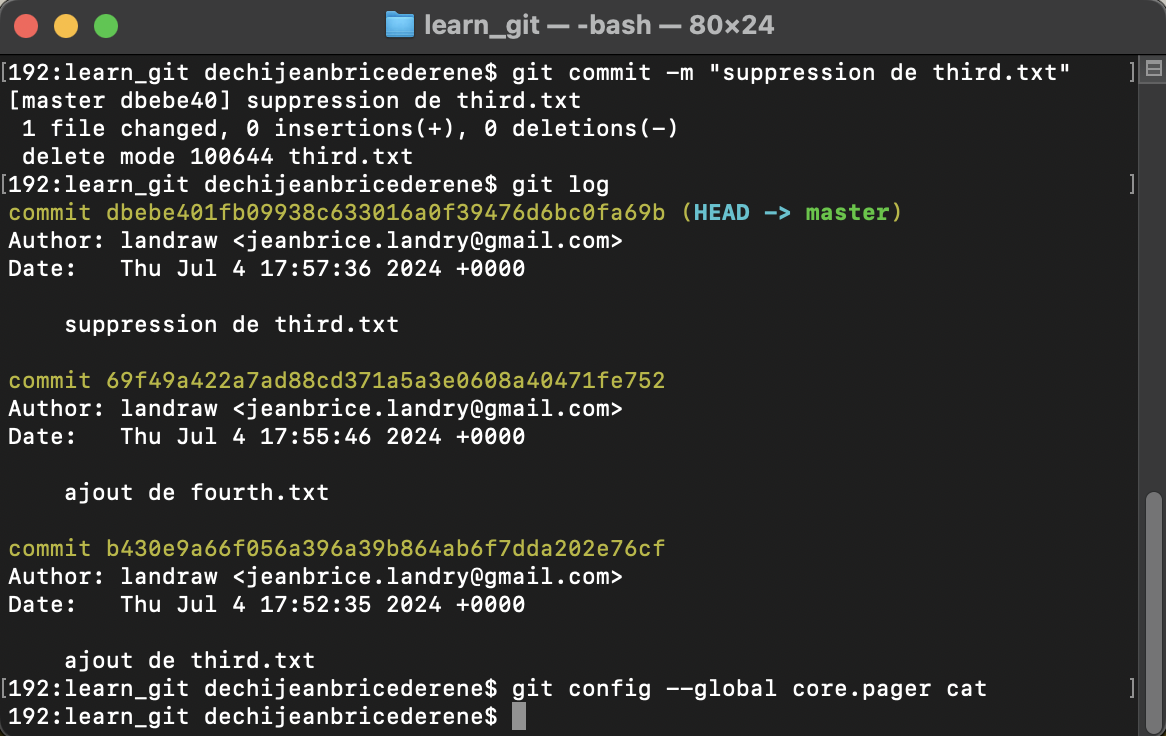 learn_git — -bash — 80×24
[192:learn_git dechijeanbricederene$ git commit -m "suppression de third.txt" ]
[master dbebe40] suppression de third.txt
 1 file changed, 0 insertions(+), 0 deletions(-)
 delete mode 100644 third.txt
[192:learn_git dechijeanbricederene$ git log ]
commit dbebe401fb09938c633016a0f39476d6bc0fa69b (HEAD -> master)
Author: landraw <jeanbrice.landry@gmail.com>
Date:   Thu Jul 4 17:57:36 2024 +0000
    suppression de third.txt
commit 69f49a422a7ad88cd371a5a3e0608a40471fe752
Author: landraw <jeanbrice.landry@gmail.com>
Date:   Thu Jul 4 17:55:46 2024 +0000
    ajout de fourth.txt
commit b430e9a66f056a396a39b864ab6f7dda202e76cf
Author: landraw <jeanbrice.landry@gmail.com>
Date:   Thu Jul 4 17:52:35 2024 +0000
    ajout de third.txt
[192:learn_git dechijeanbricederene$ git config --global core.pager cat ]
192:learn_git dechijeanbricederene$